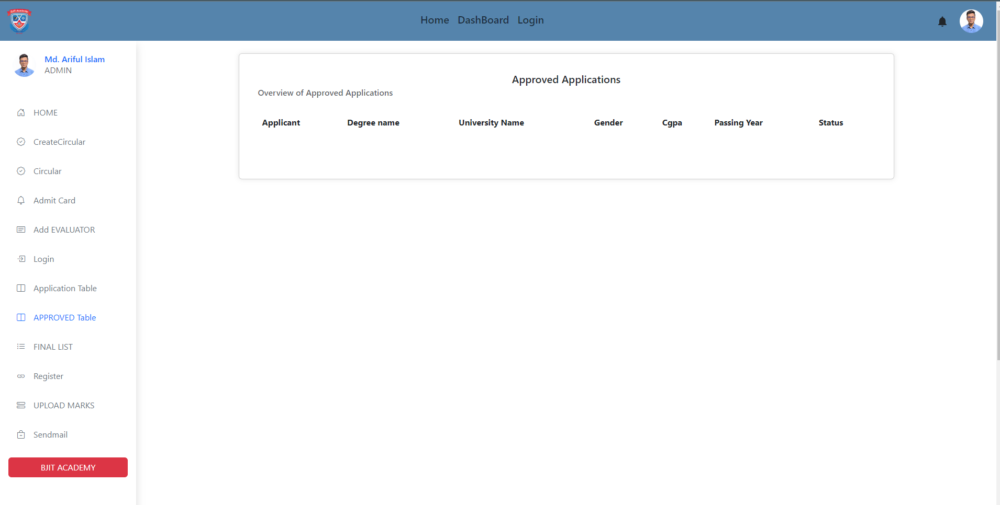 BJIT Academy
Home DashBoard Login
Md. Ariful Islam
ADMIN
HOME
CreateCircular
Circular
Admit Card
Add EVALUATOR
Login
Application Table
APPROVED Table
FINAL LIST
Register
UPLOAD MARKS
Sendmail
BJIT ACADEMY
Approved Applications
Overview of Approved Applications
Applicant Degree name University Name Gender Cgpa Passing Year Status